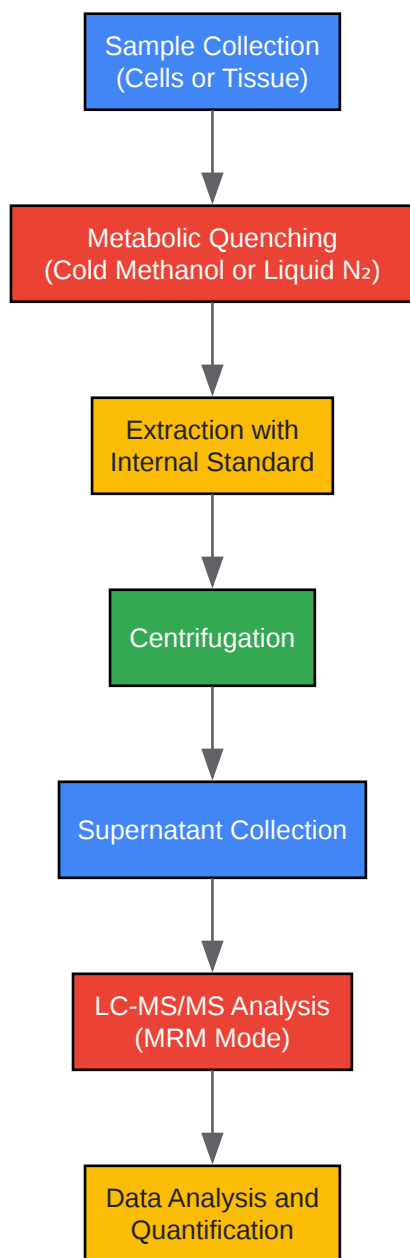 Sample Collection
(Cells or Tissue)
Metabolic Quenching
(Cold Methanol or Liquid N₂)
Extraction with
Internal Standard
Centrifugation
Supernatant Collection
LC-MS/MS Analysis
(MRM Mode)
Data Analysis and
Quantification